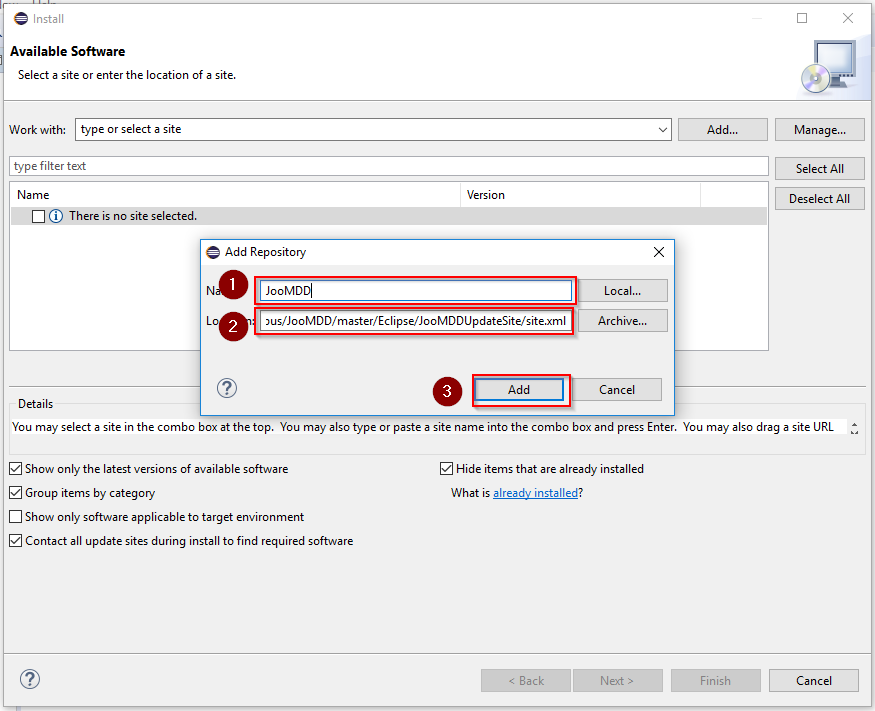 Install
Available Software
Select a site or enter the location of a site.
Work with: type or select a site Add... Manage...
type filter text Select All
Name Version Deselect All
There is no site selected.
Add Repository
1 JooMDD Local...
2 ous/JooMDD/master/Eclipse/JooMDDUpdateSite/site.xml Archive...
? 3 Add Cancel
Details
You may select a site in the combo box at the top. You may also type or paste a site name into the combo box and press Enter. You may also drag a site URL
Show only the latest versions of available software Hide items that are already installed
Group items by category What is already installed?
Show only software applicable to target environment
Contact all update sites during install to find required software
? < Back Next > Finish Cancel